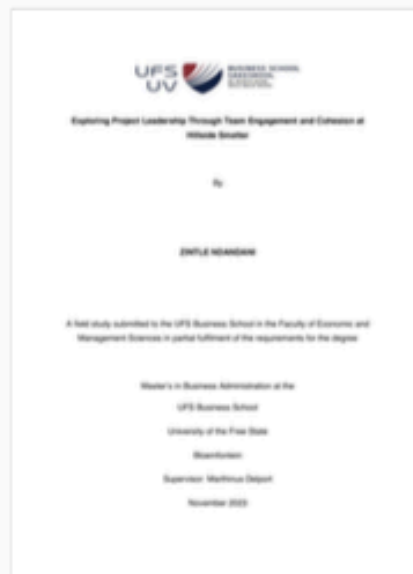 UFS
UV
BUSINESS SCHOOL
SAKESKOOL
Exploring Project Leadership Through Team Engagement and Cohesion at
Hillside Smelter
By
ZINTLE NDANDANI
A field study submitted to the UFS Business School in the Faculty of Economic and
Management Sciences in partial fulfilment of the requirements for the degree
Master's in Business Administration at the
UFS Business School
University of the Free State
Bloemfontein
Supervisor: Marthinus Delport
November 2023